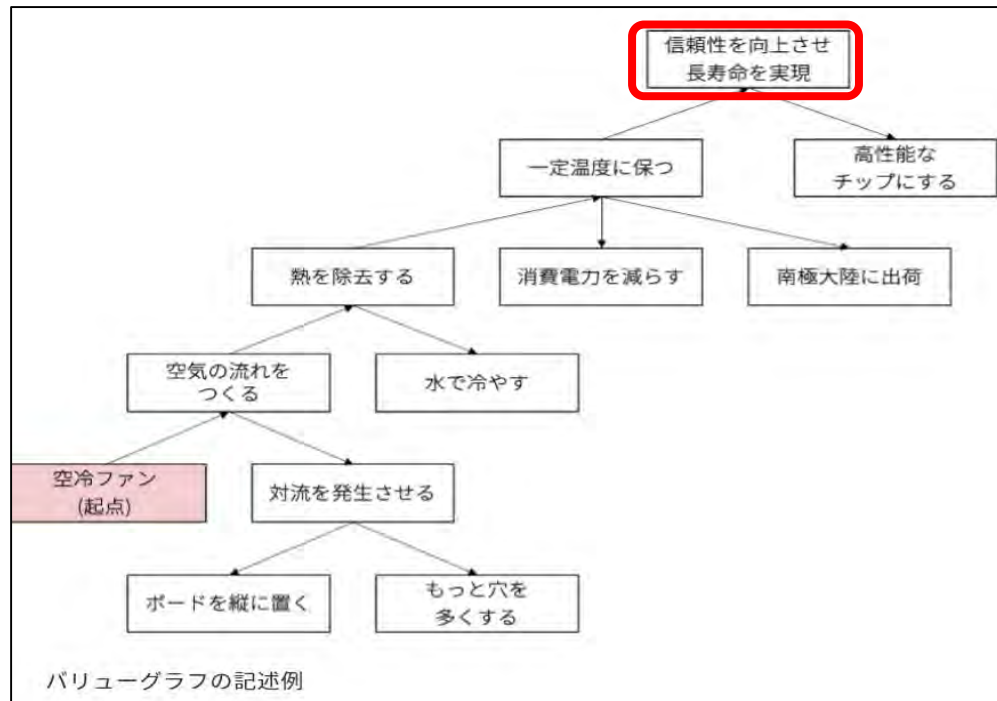 信頼性を向上させ
長寿命を実現
一定温度に保つ
高性能な
チップにする
熱を除去する
消費電力を減らす
南極大陸に出荷
空気の流れを
つくる
水で冷やす
空冷ファン
(起点)
対流を発生させる
ボードを縦に置く
もっと穴を
多くする
バリューグラフの記述例